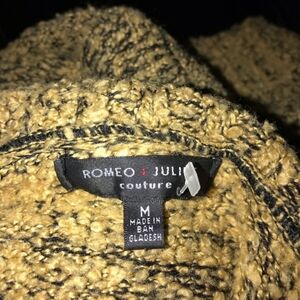 ROMEO + JULI
couture
M
MADE IN
BAN
GLADESH